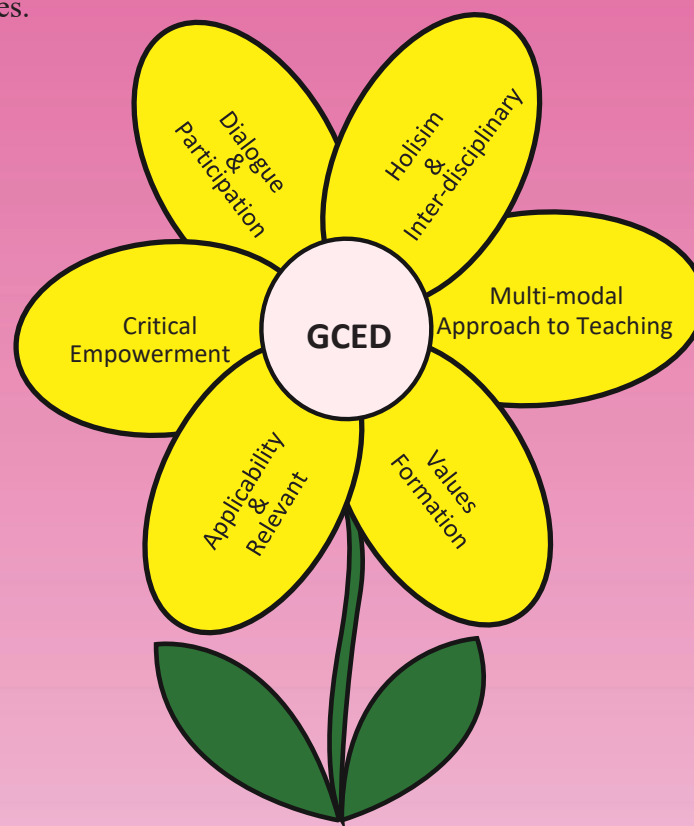 es.
Dialogue
&
Participation
Holisim
&
Inter-disciplinary
Critical
Empowerment
GCED
Multi-modal
Approach to Teaching
Applicability
&
Relevant
Values
Formation